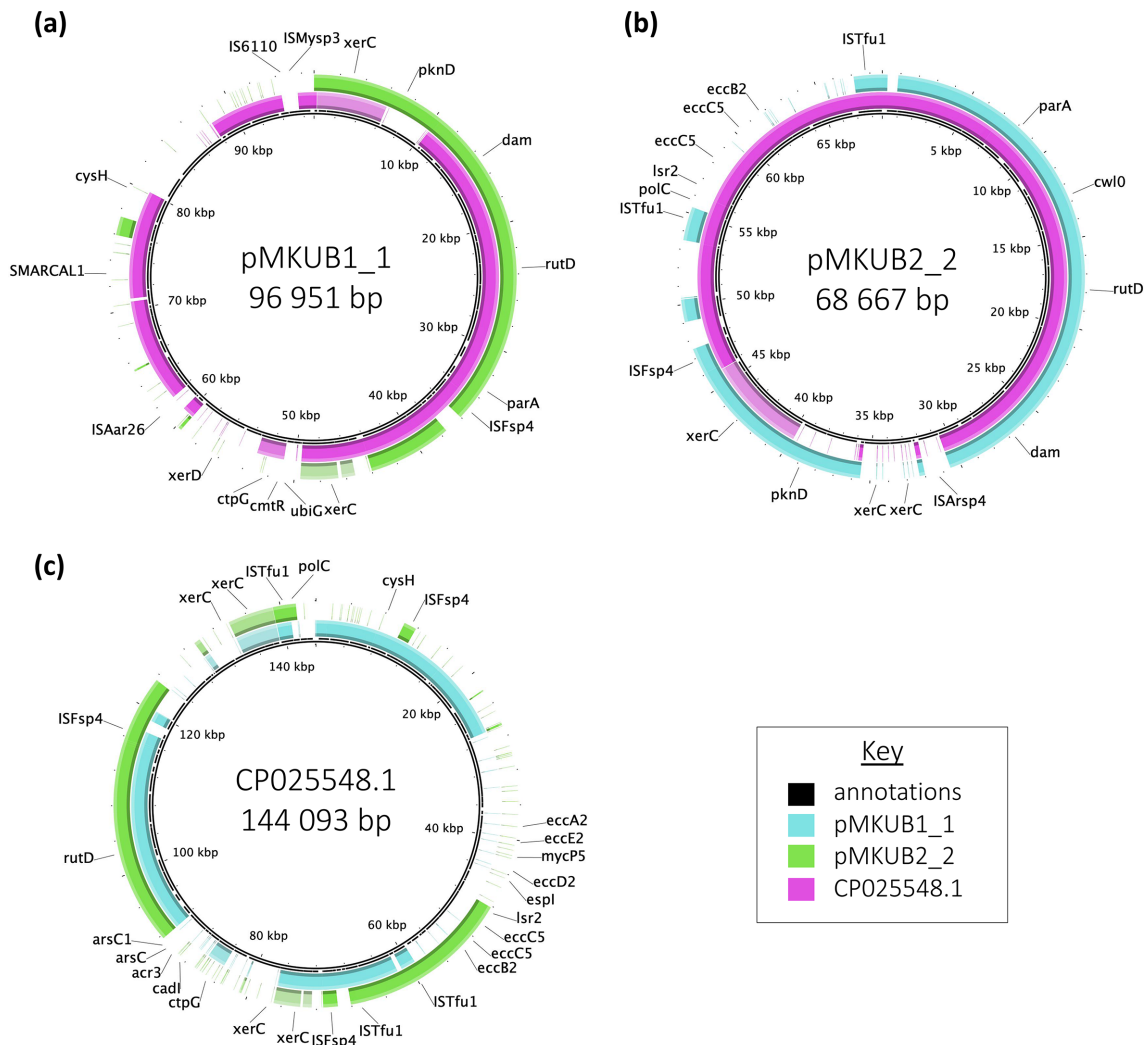 (a)
IS6110
ISMysp3
xerC
pknD
dam
rutD
parA
ISFsp4
xerC
ubiG
cmtR
ctpG
xerD
ISAar26
SMARCAL1
cysH
90 kbp
10 kbp
20 kbp
30 kbp
40 kbp
50 kbp
60 kbp
70 kbp
80 kbp
pMKUB1_1
96 951 bp
(b)
ISTfu1
parA
cwl0
rutD
dam
ISArsp4
xerC
xerC
pknD
xerC
ISFsp4
ISTfu1
polC
lsr2
eccC5
eccC5
eccB2
65 kbp
5 kbp
10 kbp
15 kbp
20 kbp
25 kbp
30 kbp
35 kbp
40 kbp
45 kbp
50 kbp
55 kbp
60 kbp
pMKUB2_2
68 667 bp
(c)
xerC
xerC
ISTfu1
polC
cysH
ISFsp4
eccA2
eccE2
mycP5
eccD2
espI
lsr2
eccC5
eccC5
eccB2
ISTfu1
ISTfu1
ISFsp4
xerC
xerC
ctpG
cadI
acr3
arsC
arsC1
rutD
ISFsp4
140 kbp
20 kbp
40 kbp
60 kbp
80 kbp
100 kbp
120 kbp
CP025548.1
144 093 bp
Key
annotations
pMKUB1_1
pMKUB2_2
CP025548.1